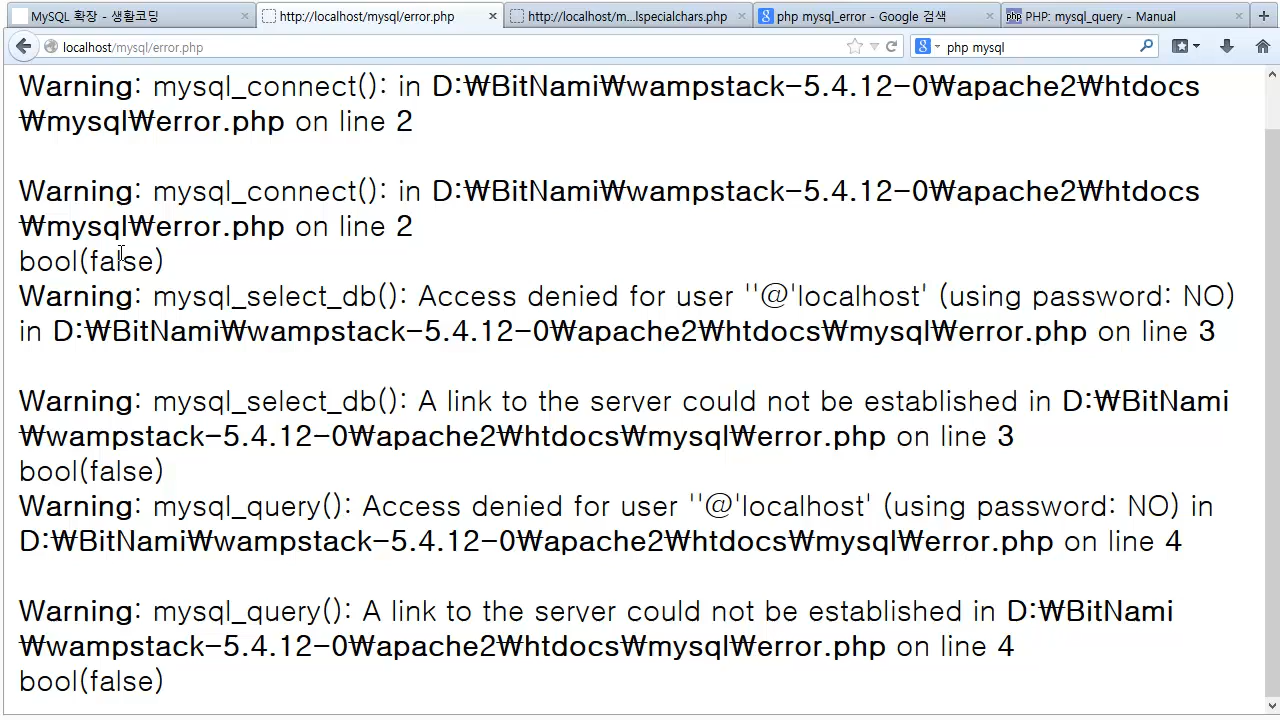 MySQL 확장 - 생활코딩
http://localhost/mysql/error.php
http://localhost/m...lspecialchars.php
php mysql_error - Google 검색
php PHP: mysql_query - Manual
localhost/mysql/error.php
php mysql
Warning: mysql_connect(): in D:₩BitNami₩wampstack-5.4.12-0₩apache2₩htdocs
₩mysql₩error.php on line 2
Warning: mysql_connect(): in D:₩BitNami₩wampstack-5.4.12-0₩apache2₩htdocs
₩mysql₩error.php on line 2
bool(false)
Warning: mysql_select_db(): Access denied for user ''@'localhost' (using password: NO)
in D:₩BitNami₩wampstack-5.4.12-0₩apache2₩htdocs₩mysql₩error.php on line 3
Warning: mysql_select_db(): A link to the server could not be established in D:₩BitNami
₩wampstack-5.4.12-0₩apache2₩htdocs₩mysql₩error.php on line 3
bool(false)
Warning: mysql_query(): Access denied for user ''@'localhost' (using password: NO) in
D:₩BitNami₩wampstack-5.4.12-0₩apache2₩htdocs₩mysql₩error.php on line 4
Warning: mysql_query(): A link to the server could not be established in D:₩BitNami
₩wampstack-5.4.12-0₩apache2₩htdocs₩mysql₩error.php on line 4
bool(false)